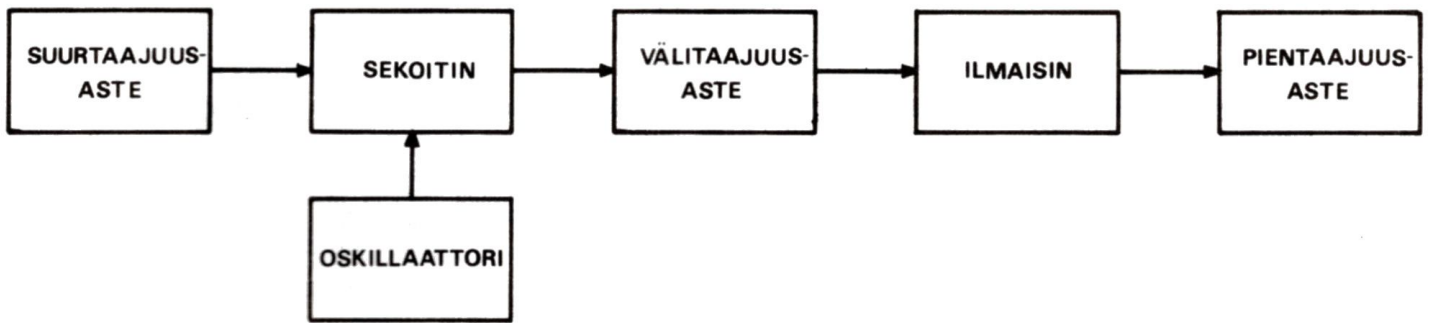 SUURTAAJUUS-
ASTE
SEKOITIN
VÄLITAAJUUS-
ASTE
ILMAISIN
PIENTAAJUUS-
ASTE
OSKILLAATTORI